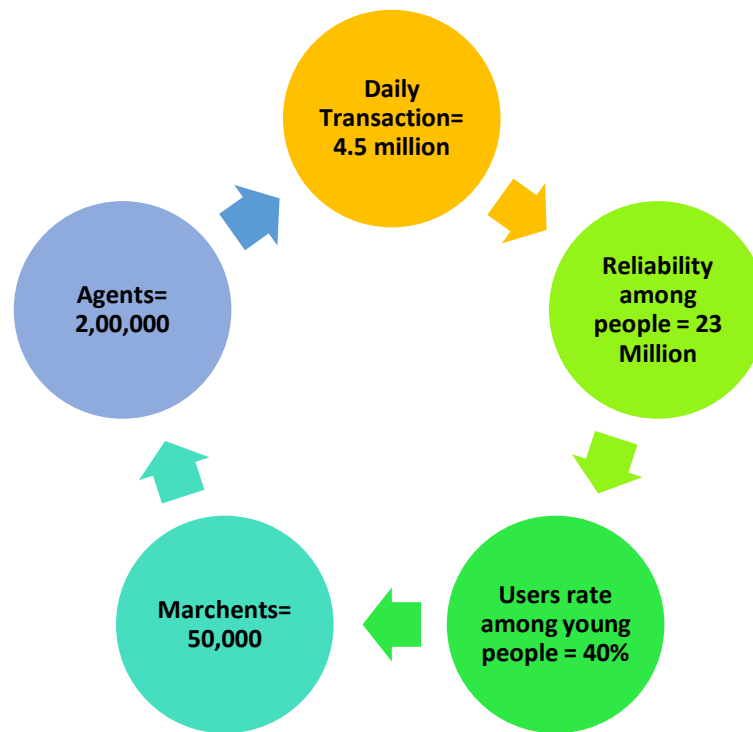 Daily
Transaction=
4.5 million
Reliability
among
people = 23
Million
Users rate
among young
people = 40%
Marchents=
50,000
Agents=
2,00,000